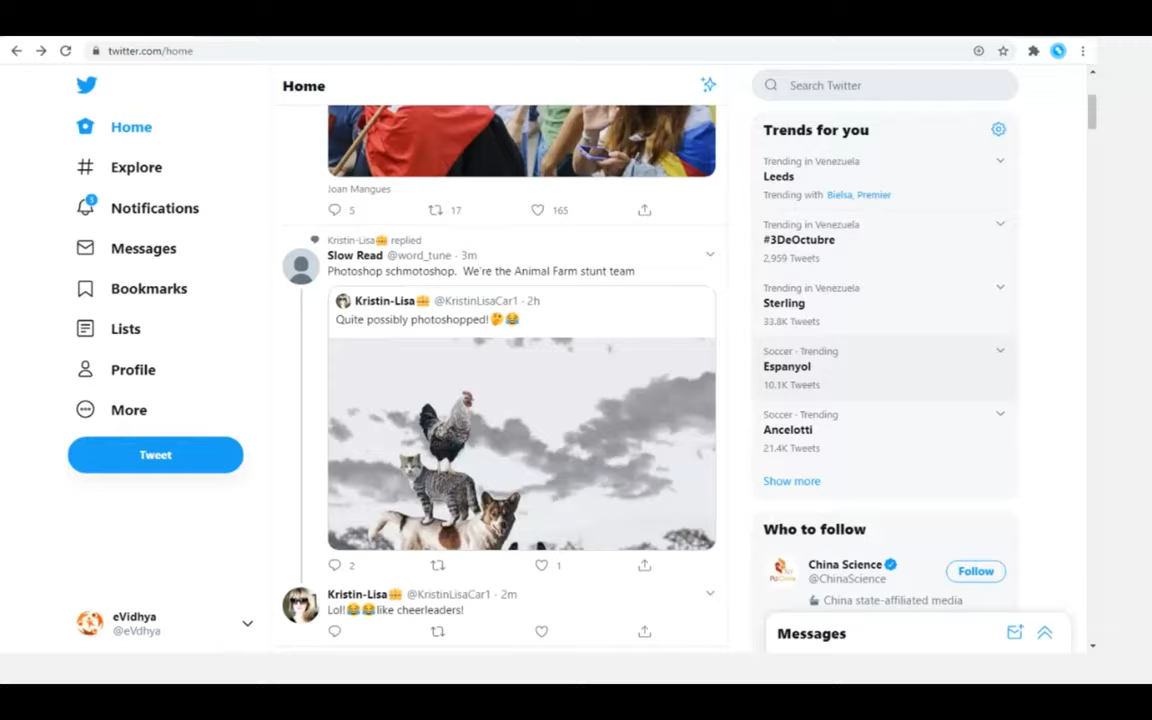 twitter.com/home
Home
Explore
3
Notifications
Messages
Bookmarks
Lists
Profile
More
Tweet
eVidhya
@eVdhya
Home
Joan Mangues
5 17 165
Kristin-Lisa replied
Slow Read @word_tune · 3m
Photoshop schmotoshop. We're the Animal Farm stunt team
Kristin-Lisa @KristinLisaCar1 · 2h
Quite possibly photoshopped!🤔😂
2 1
Kristin-Lisa @KristinLisaCar1 · 2m
Lol!😂😂like cheerleaders!
Search Twitter
Trends for you
Trending in Venezuela
Leeds
Trending with Bielsa, Premier
Trending in Venezuela
#3DeOctubre
2,959 Tweets
Trending in Venezuela
Sterling
33.8K Tweets
Soccer · Trending
Espanyol
10.1K Tweets
Soccer · Trending
Ancelotti
21.4K Tweets
Show more
Who to follow
China Science
@ChinaScience
Follow
China state-affiliated media
Messages